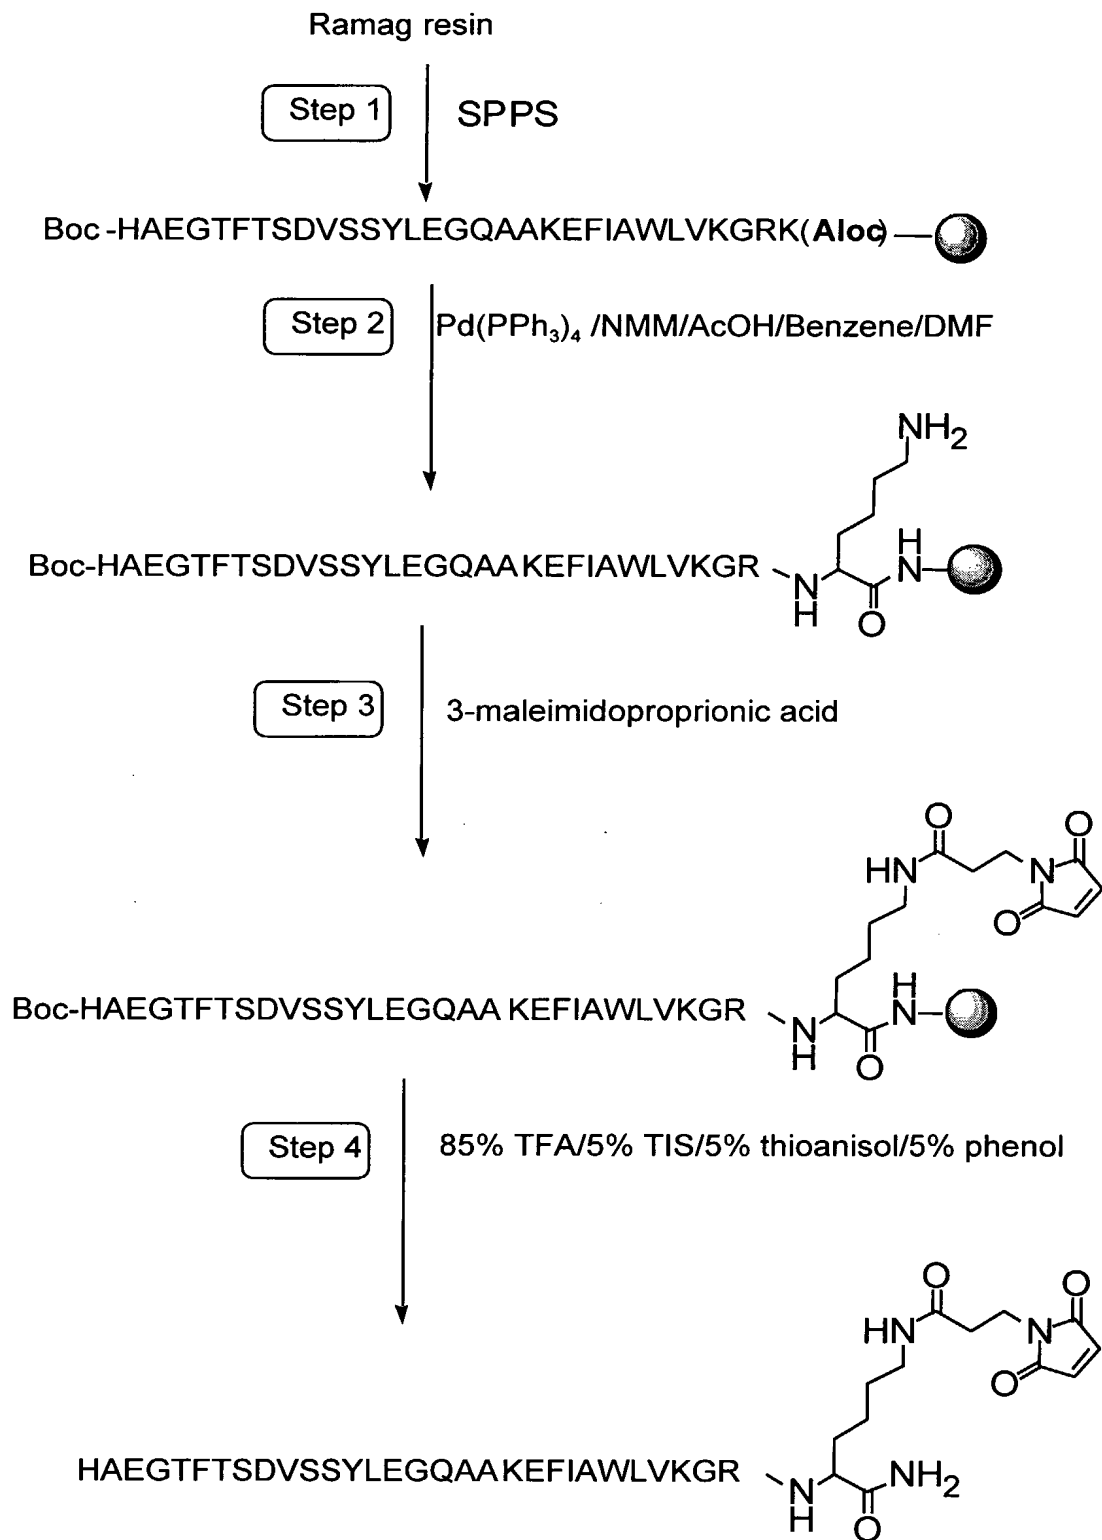 Ramag resin
Step 1 SPPS
Boc-HAEGTFTSDVSSYLEGQAAKEFIAWLVKGRK(Aloc)
Step 2 Pd(PPh₃)₄ /NMM/AcOH/Benzene/DMF
NH₂
Boc-HAEGTFTSDVSSYLEGQAAKEFIAWLVKGR N H O H N
Step 3 3-maleimidoproprionic acid
O O
HN N
O
Boc-HAEGTFTSDVSSYLEGQAA KEFIAWLVKGR N H O H N
Step 4 85% TFA/5% TIS/5% thioanisol/5% phenol
O O
HN N
O
HAEGTFTSDVSSYLEGQAAKEFIAWLVKGR N H O NH₂